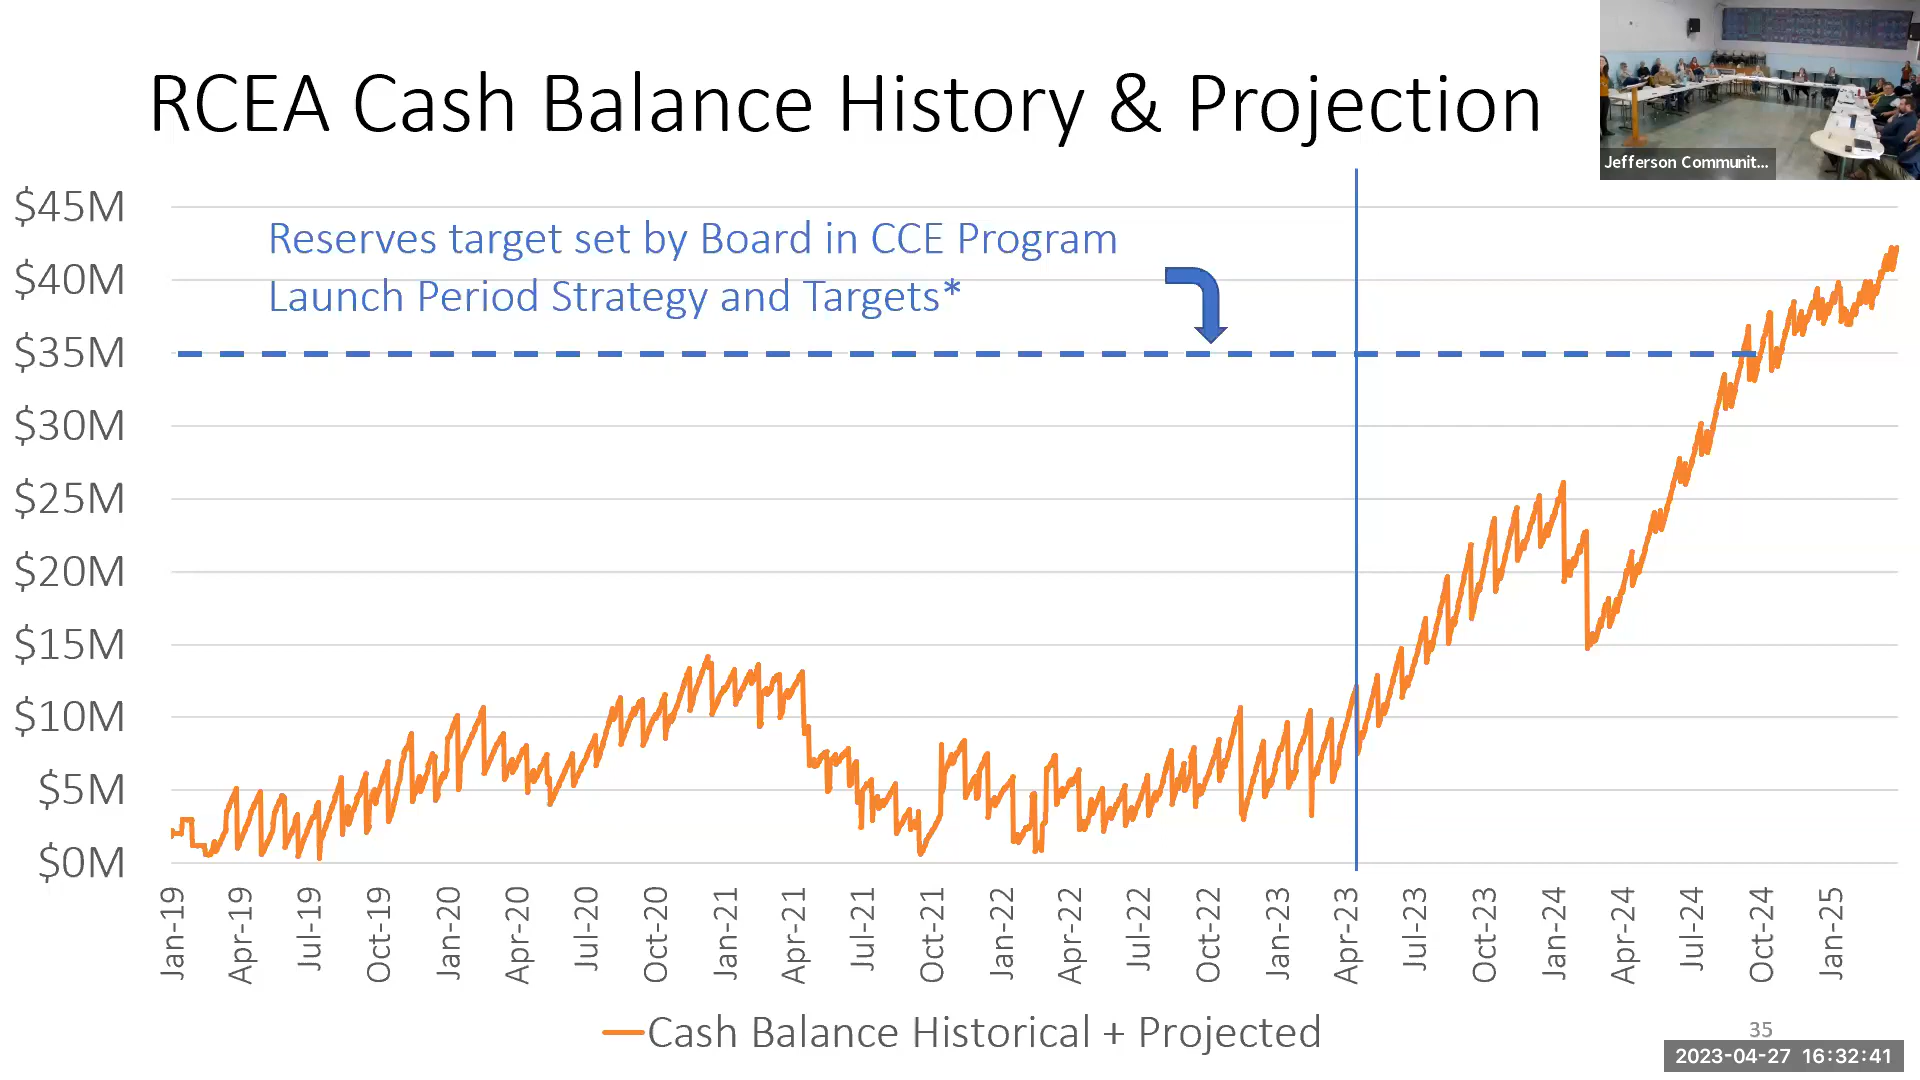 RCEA Cash Balance History & Projection
Jefferson Communit...
$45M
$40M
$35M
$30M
$25M
$20M
$15M
$10M
$5M
$0M
Reserves target set by Board in CCE Program
Launch Period Strategy and Targets*
Jan-19
Apr-19
Jul-19
Oct-19
Jan-20
Apr-20
Jul-20
Oct-20
Jan-21
Apr-21
Jul-21
Oct-21
Jan-22
Apr-22
Jul-22
Oct-22
Jan-23
Apr-23
Jul-23
Oct-23
Jan-24
Apr-24
Jul-24
Oct-24
Jan-25
Cash Balance Historical + Projected
35
2023-04-27 16:32:41